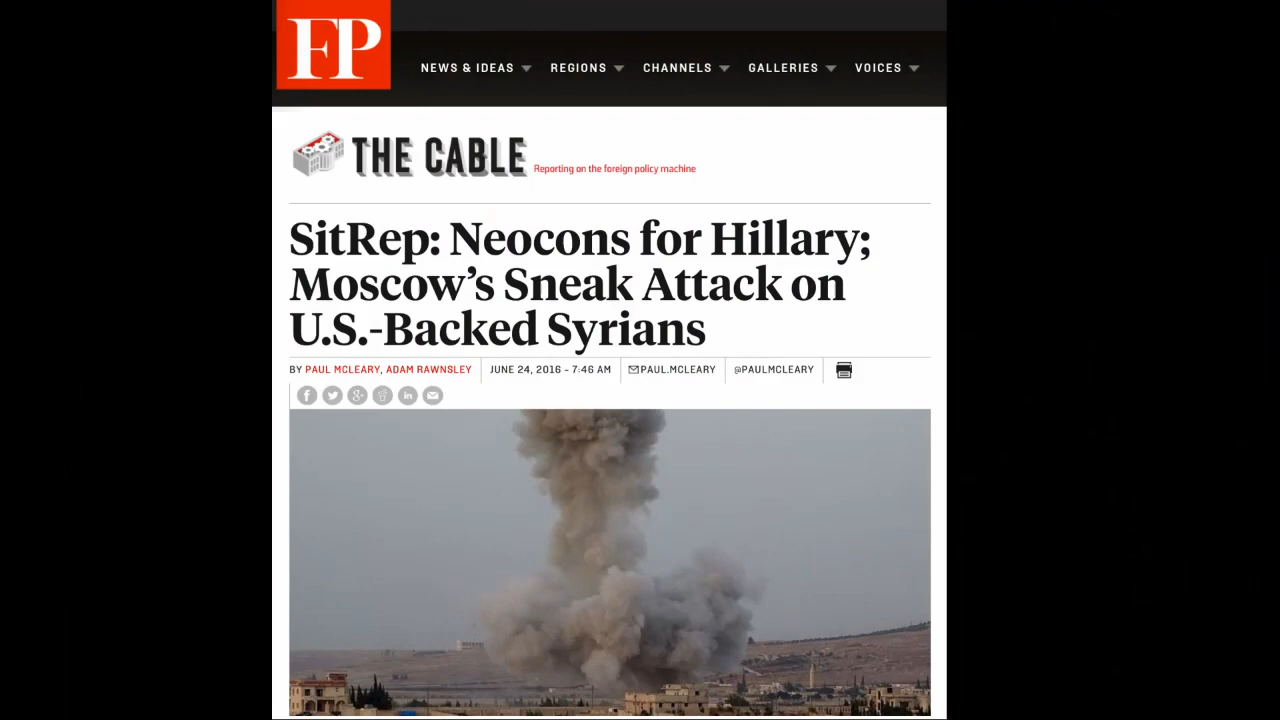 FP
NEWS & IDEAS REGIONS CHANNELS GALLERIES VOICES
THE CABLE Reporting on the foreign policy machine
SitRep: Neocons for Hillary;
Moscow’s Sneak Attack on
U.S.-Backed Syrians
BY PAUL MCLEARY, ADAM RAWNSLEY JUNE 24, 2016 - 7:46 AM PAUL.MCLEARY @PAULMCLEARY